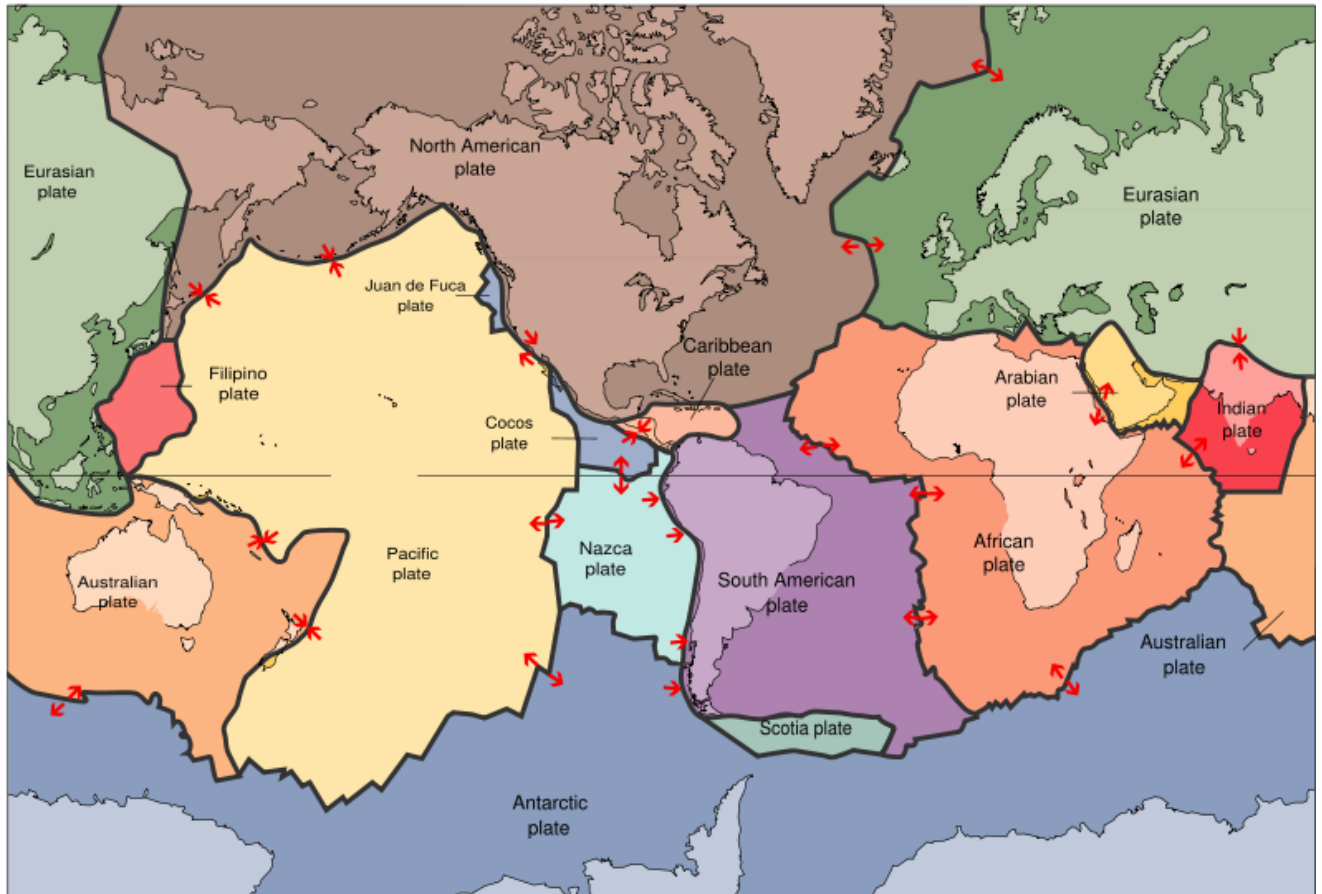 North American
plate
Eurasian
plate
Eurasian
plate
Juan de Fuca
plate
Caribbean
plate
Filipino
plate
Arabian
plate
Cocos
plate
Indian
plate
Pacific
plate
Nazca
plate
African
plate
Australian
plate
South American
plate
Australian
plate
Scotia plate
Antarctic
plate